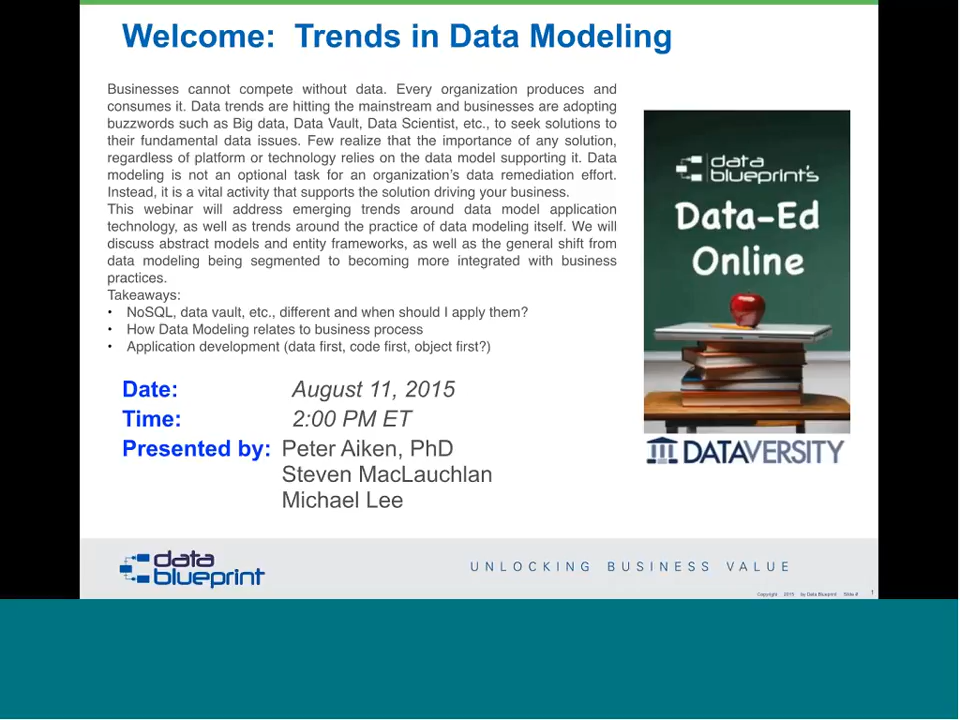 Welcome: Trends in Data Modeling
Businesses cannot compete without data. Every organization produces and
consumes it. Data trends are hitting the mainstream and businesses are adopting
buzzwords such as Big data, Data Vault, Data Scientist, etc., to seek solutions to
their fundamental data issues. Few realize that the importance of any solution,
regardless of platform or technology relies on the data model supporting it. Data
modeling is not an optional task for an organization's data remediation effort.
Instead, it is a vital activity that supports the solution driving your business.
This webinar will address emerging trends around data model application
technology, as well as trends around the practice of data modeling itself. We will
discuss abstract models and entity frameworks, as well as the general shift from
data modeling being segmented to becoming more integrated with business
practices.
Takeaways:
• NoSQL, data vault, etc., different and when should I apply them?
• How Data Modeling relates to business process
• Application development (data first, code first, object first?)
Date: August 11, 2015
Time: 2:00 PM ET
Presented by: Peter Aiken, PhD
Steven MacLauchlan
Michael Lee
data
blueprint's
Data-Ed
Online
DATAVERSITY
data
blueprint
UNLOCKING BUSINESS VALUE
Copyright 2015 by Data Blueprint Slide # 1